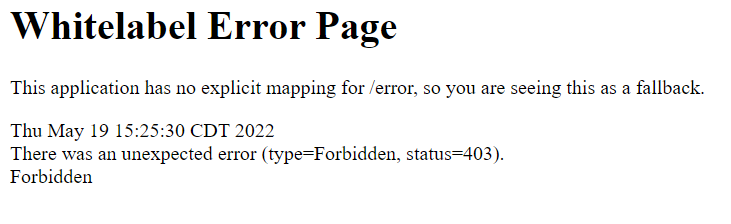 Whitelabel Error Page
This application has no explicit mapping for /error, so you are seeing this as a fallback.
Thu May 19 15:25:30 CDT 2022
There was an unexpected error (type=Forbidden, status=403).
Forbidden